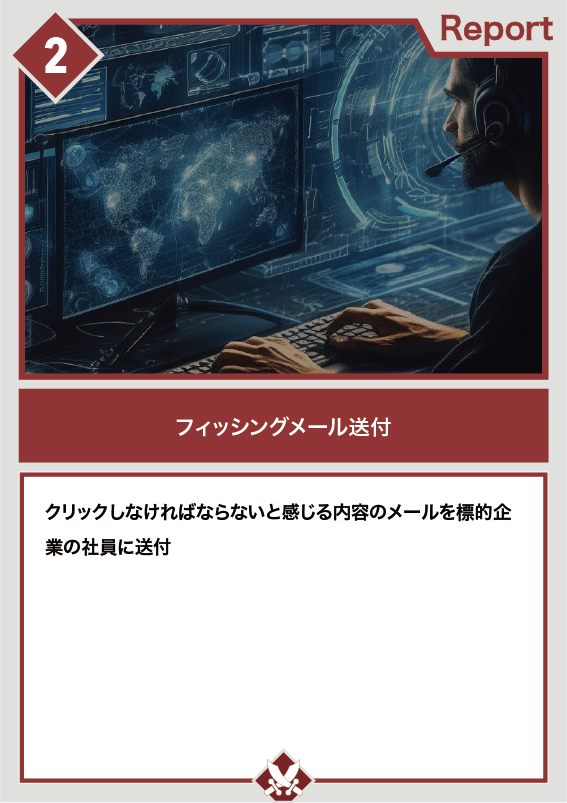 2
Report
フィッシングメール送付
クリックしなければならないと感じる内容のメールを標的企
業の社員に送付